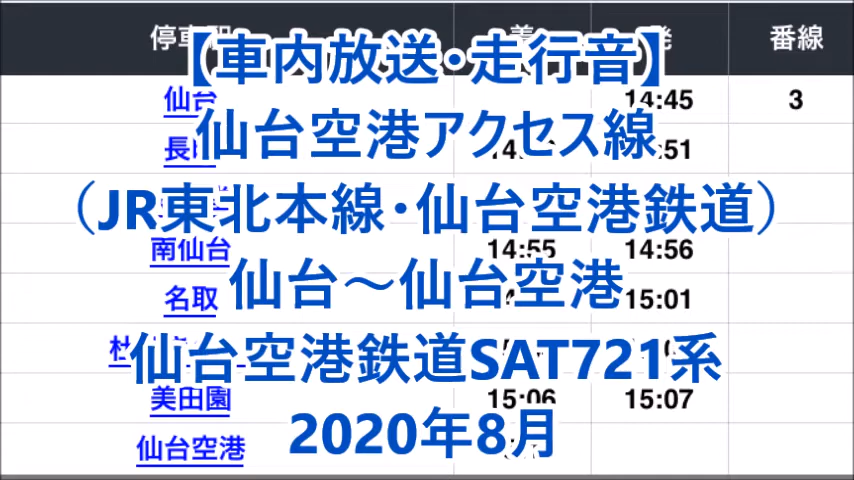 番線
【車内放送・走行音】
仙台 14:45 3
仙台空港アクセス線
（JR東北本線・仙台空港鉄道）
南仙台 14:55 14:56
仙台～仙台空港
名取 15:01
仙台空港鉄道SAT721系
美田園 15:06 15:07
2020年8月
仙台空港